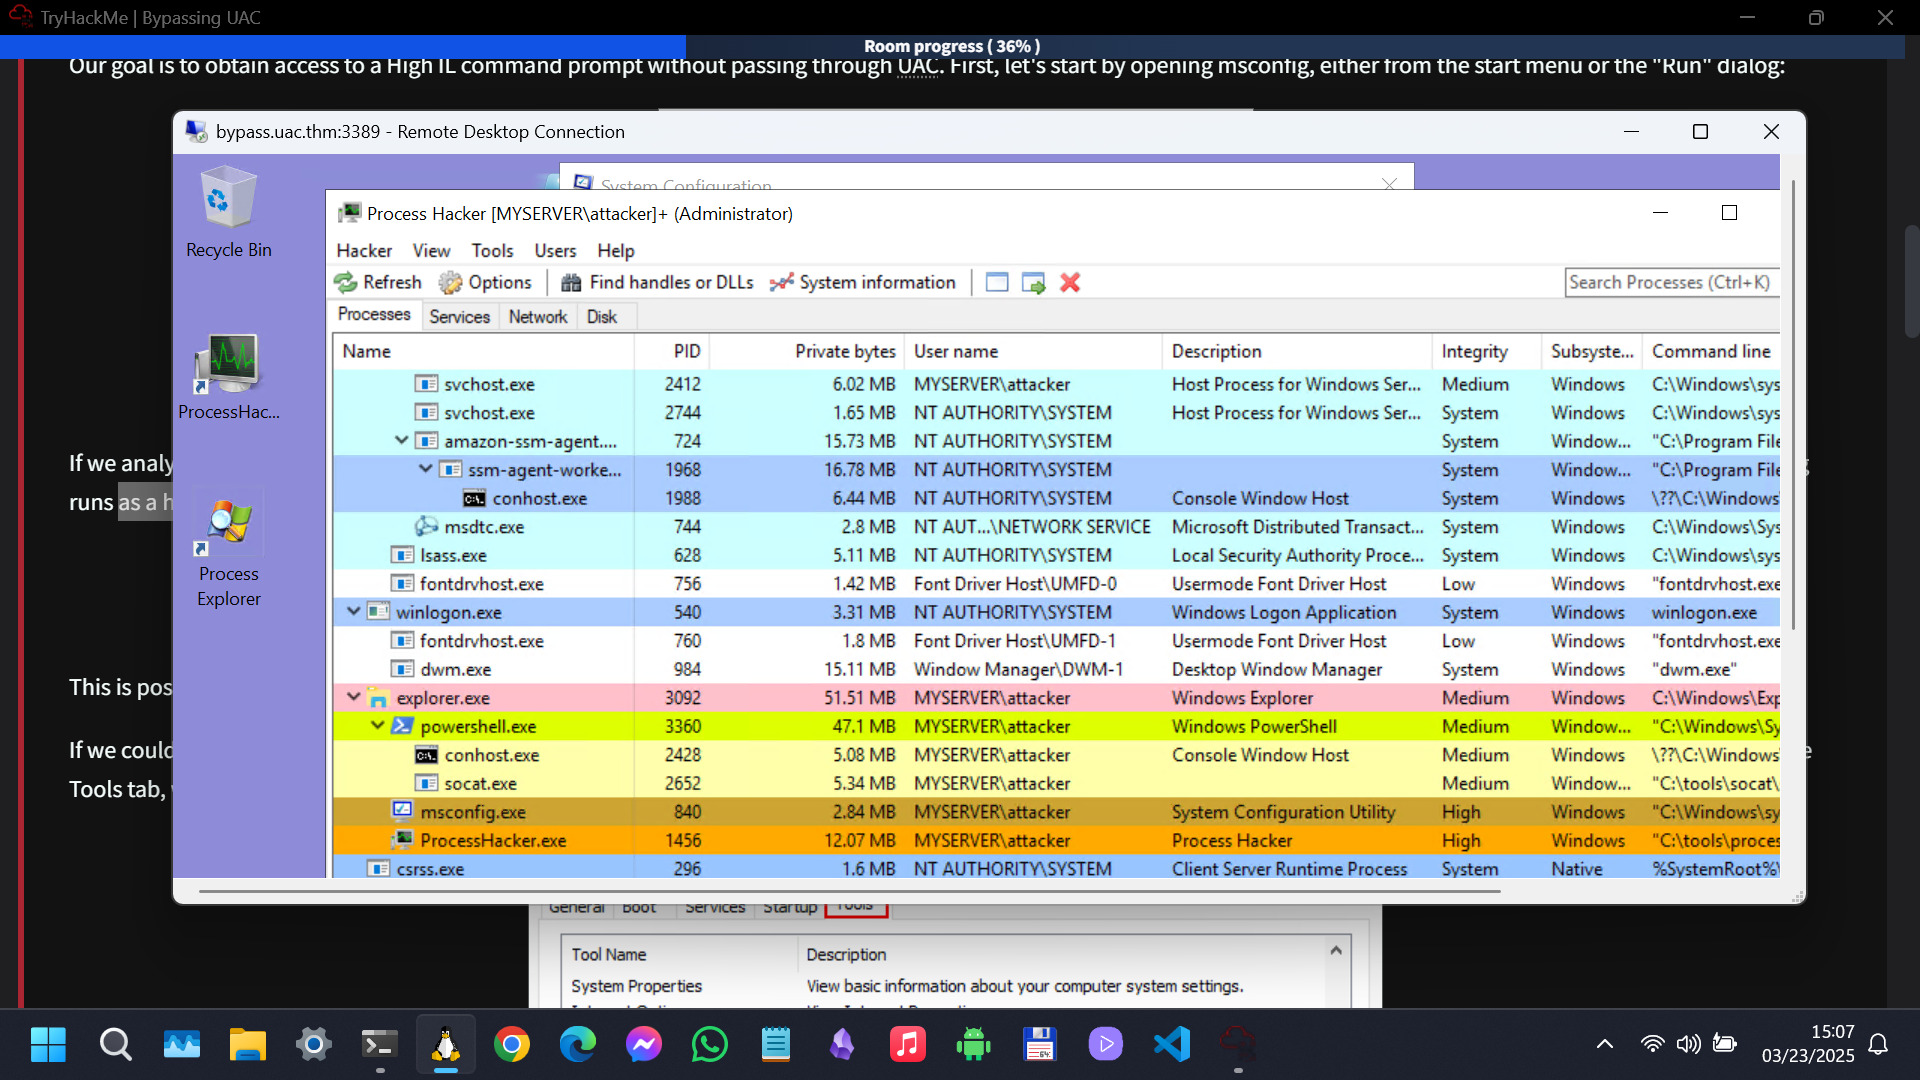 TryHackMe | Bypassing UAC
Room progress ( 36% )
Our goal is to obtain access to a High IL command prompt without passing through UAC. First, let's start by opening msconfig, either from the start menu or the "Run" dialog:
bypass.uac.thm:3389 - Remote Desktop Connection
Recycle Bin
System Configuration
Process Hacker [MYSERVER\attacker]+ (Administrator)
Hacker View Tools Users Help
Refresh Options Find handles or DLLs System information Search Processes (Ctrl+K)
Processes Services Network Disk
Name PID Private bytes User name Description Integrity Subsyste... Command line
svchost.exe 2412 6.02 MB MYSERVER\attacker Host Process for Windows Ser... Medium Windows C:\Windows\sys
svchost.exe 2744 1.65 MB NT AUTHORITY\SYSTEM Host Process for Windows Ser... System Windows C:\Windows\sys
amazon-ssm-agent.... 724 15.73 MB NT AUTHORITY\SYSTEM System Window... "C:\Program File
ssm-agent-worke... 1968 16.78 MB NT AUTHORITY\SYSTEM System Window... "C:\Program File
conhost.exe 1988 6.44 MB NT AUTHORITY\SYSTEM Console Window Host System Windows \??\C:\Windows
msdtc.exe 744 2.8 MB NT AUT...\NETWORK SERVICE Microsoft Distributed Transact... System Windows C:\Windows\Sys
lsass.exe 628 5.11 MB NT AUTHORITY\SYSTEM Local Security Authority Proce... System Windows C:\Windows\sys
fontdrvhost.exe 756 1.42 MB Font Driver Host\UMFD-0 Usermode Font Driver Host Low Windows "fontdrvhost.exe
winlogon.exe 540 3.31 MB NT AUTHORITY\SYSTEM Windows Logon Application System Windows winlogon.exe
fontdrvhost.exe 760 1.8 MB Font Driver Host\UMFD-1 Usermode Font Driver Host Low Windows "fontdrvhost.exe
dwm.exe 984 15.11 MB Window Manager\DWM-1 Desktop Window Manager System Windows "dwm.exe"
explorer.exe 3092 51.51 MB MYSERVER\attacker Windows Explorer Medium Windows C:\Windows\Exp
powershell.exe 3360 47.1 MB MYSERVER\attacker Windows PowerShell Medium Window... "C:\Windows\Sy
conhost.exe 2428 5.08 MB MYSERVER\attacker Console Window Host Medium Windows \??\C:\Windows
socat.exe 2652 5.34 MB MYSERVER\attacker Medium Window... "C:\tools\socat\
msconfig.exe 840 2.84 MB MYSERVER\attacker System Configuration Utility High Windows "C:\Windows\sy
ProcessHacker.exe 1456 12.07 MB MYSERVER\attacker Process Hacker High Windows "C:\tools\proces
csrss.exe 296 1.6 MB NT AUTHORITY\SYSTEM Client Server Runtime Process System Native %SystemRoot%\
ProcessHac...
Process
Explorer
If we analy
runs as a h
This is pos
If we could
Tools tab,
General Boot Services Startup Tools
Tool Name Description
System Properties View basic information about your computer system settings.
15:07
03/23/2025